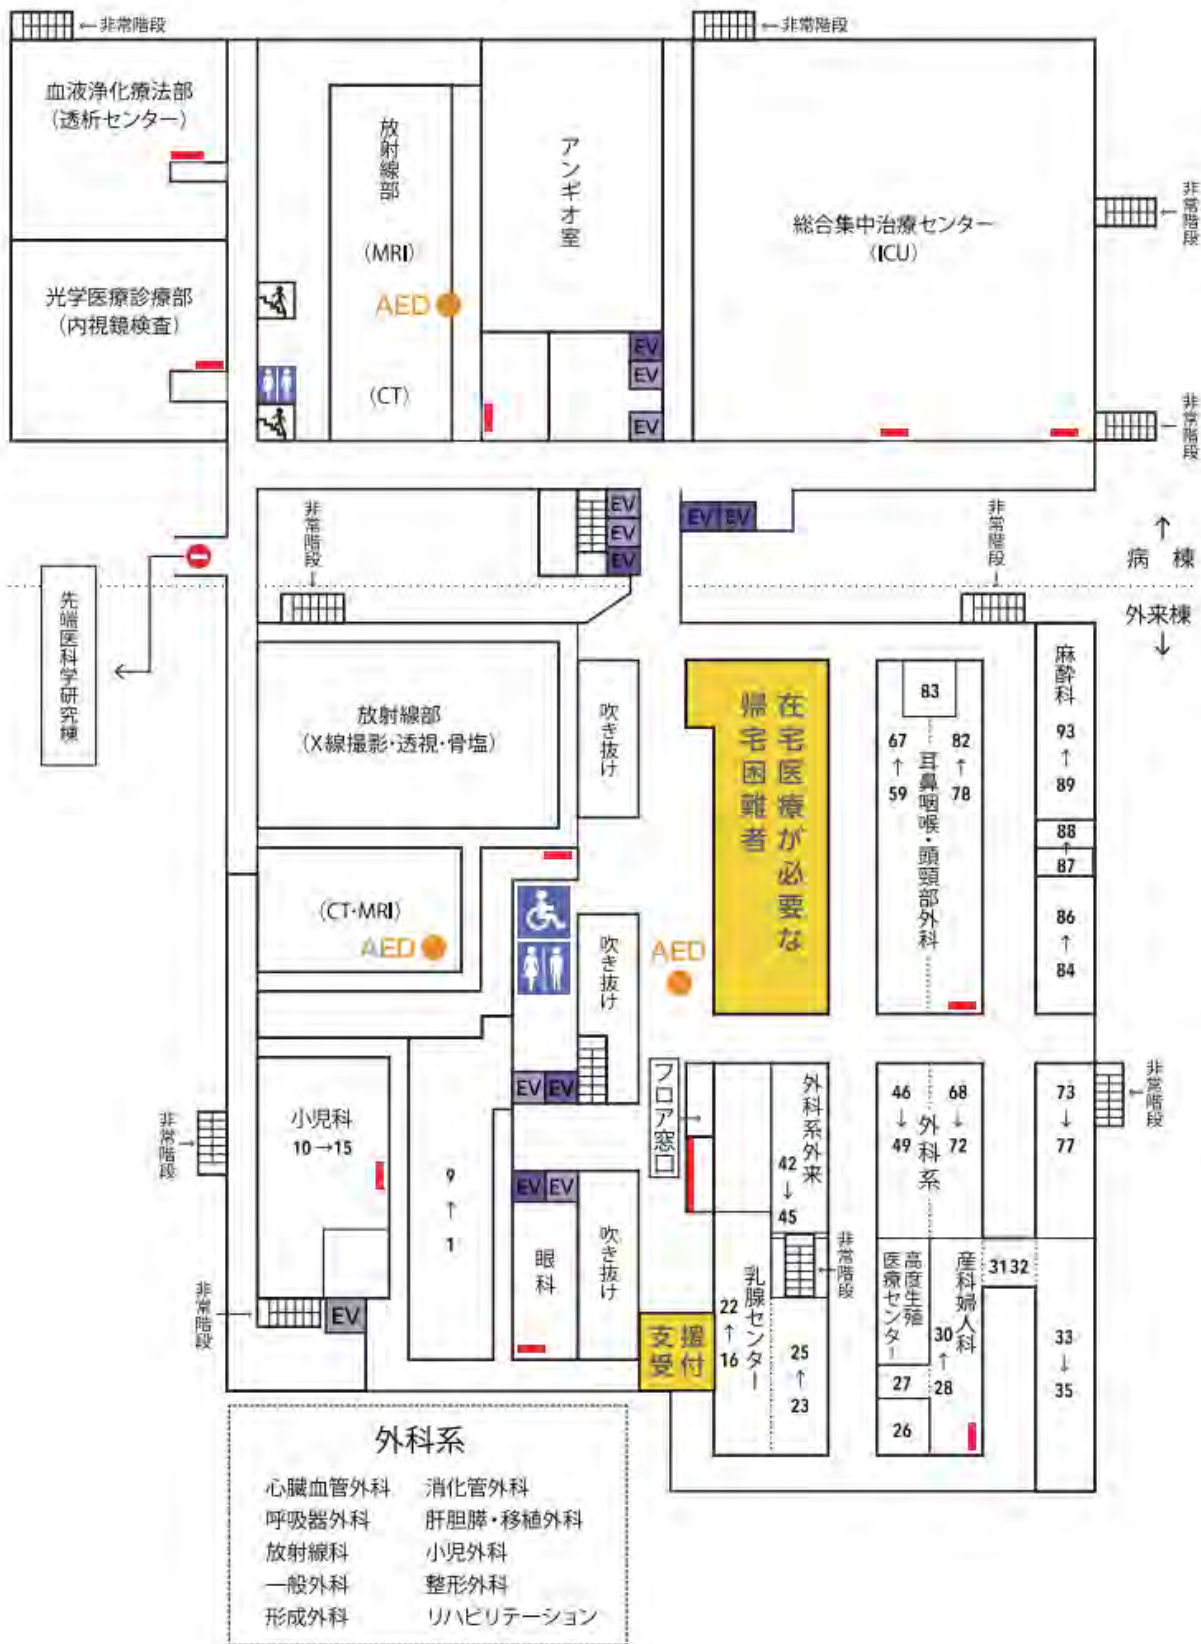 ←非常階段
←非常階段
血液浄化療法部
(透析センター)
放射線部
(MRI)
AED
(CT)
アンギオ室
総合集中治療センター
(ICU)
非常階段
←
光学医療診療部
(内視鏡検査)
EV
EV
EV
非常階段
←
非常階段
↓
EV
EV
EV
EV EV
非常階段
↓
↑
病棟
外来棟
↓
先端医科学研究棟
放射線部
(X線撮影・透視・骨塩)
吹き抜け
在宅医療が必要な
帰宅困難者
83
67
↑
59
82
↑
78
耳鼻咽喉・頭頸部外科
麻酔科
93
↑
89
88
↑
87
86
↑
84
(CT・MRI)
AED
吹き抜け
AED
EV EV
フロア窓口
→
外科系外来
42
↓
45
46
↓
49
68
↓
72
外科系
73
↓
77
非常階段
←
非常階段
→
小児科
10→15
9
↑
1
EV EV
眼科
吹き抜け
非常階段
→
EV
支援
受付
22
↑
16
乳腺センター
非常階段
←
25
↑
23
高度生殖
医療センター
27
26
産科婦人科
30
↑
28
31 32
33
↓
35
外科系
心臓血管外科 消化管外科
呼吸器外科 肝胆膵・移植外科
放射線科 小児外科
一般外科 整形外科
形成外科 リハビリテーション